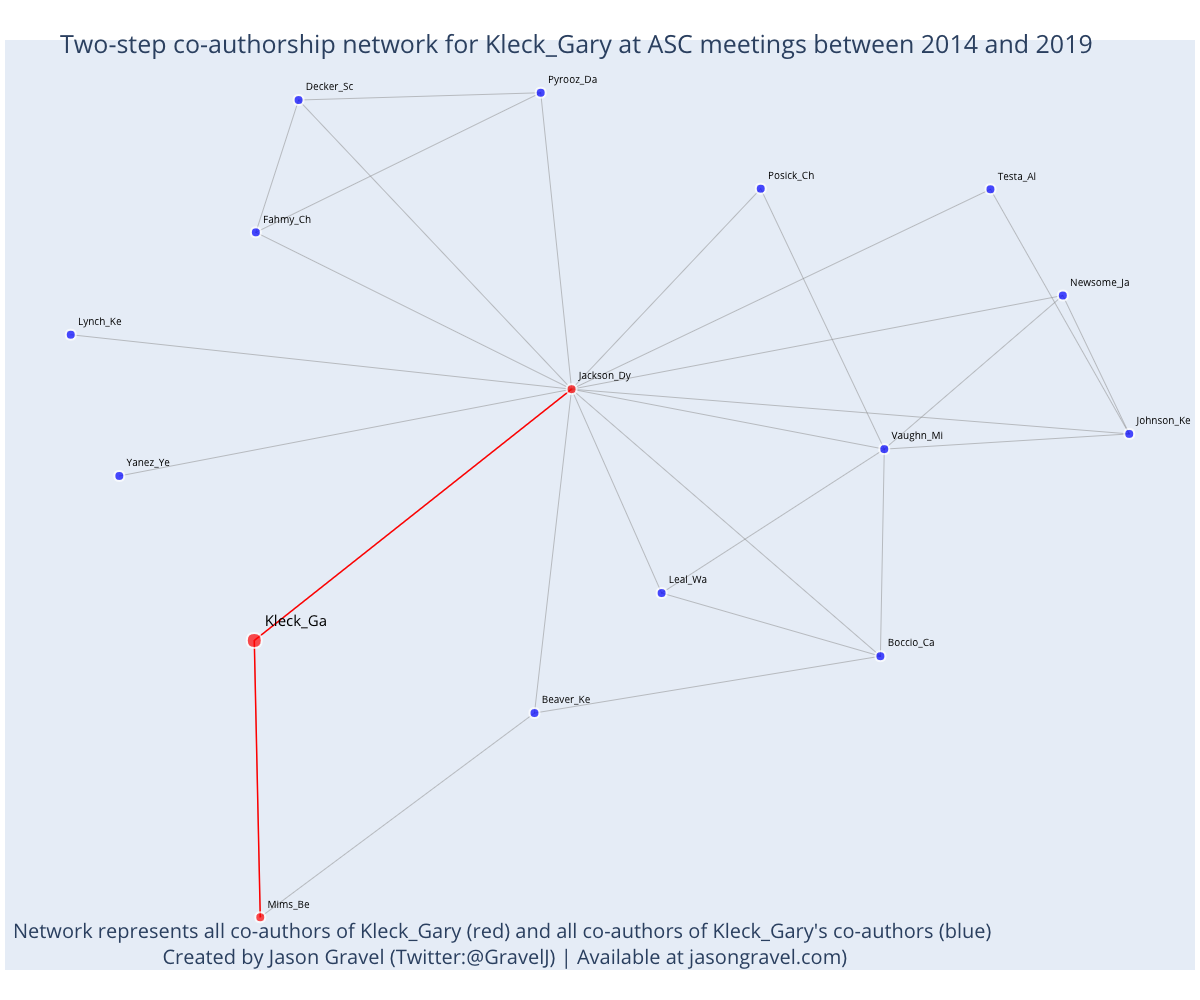 Two-step co-authorship network for Kleck_Gary at ASC meetings between 2014 and 2019
Pyrooz_Da
Decker_Sc
Posick_Ch
Testa_Al
Fahmy_Ch
Newsome_Ja
Lynch_Ke
Jackson_Dy
Johnson_Ke
Vaughn_Mi
Yanez_Ye
Leal_Wa
Kleck_Ga
Boccio_Ca
Beaver_Ke
Mims_Be
Network represents all co-authors of Kleck_Gary (red) and all co-authors of Kleck_Gary's co-authors (blue)
Created by Jason Gravel (Twitter:@GravelJ) | Available at jasongravel.com)